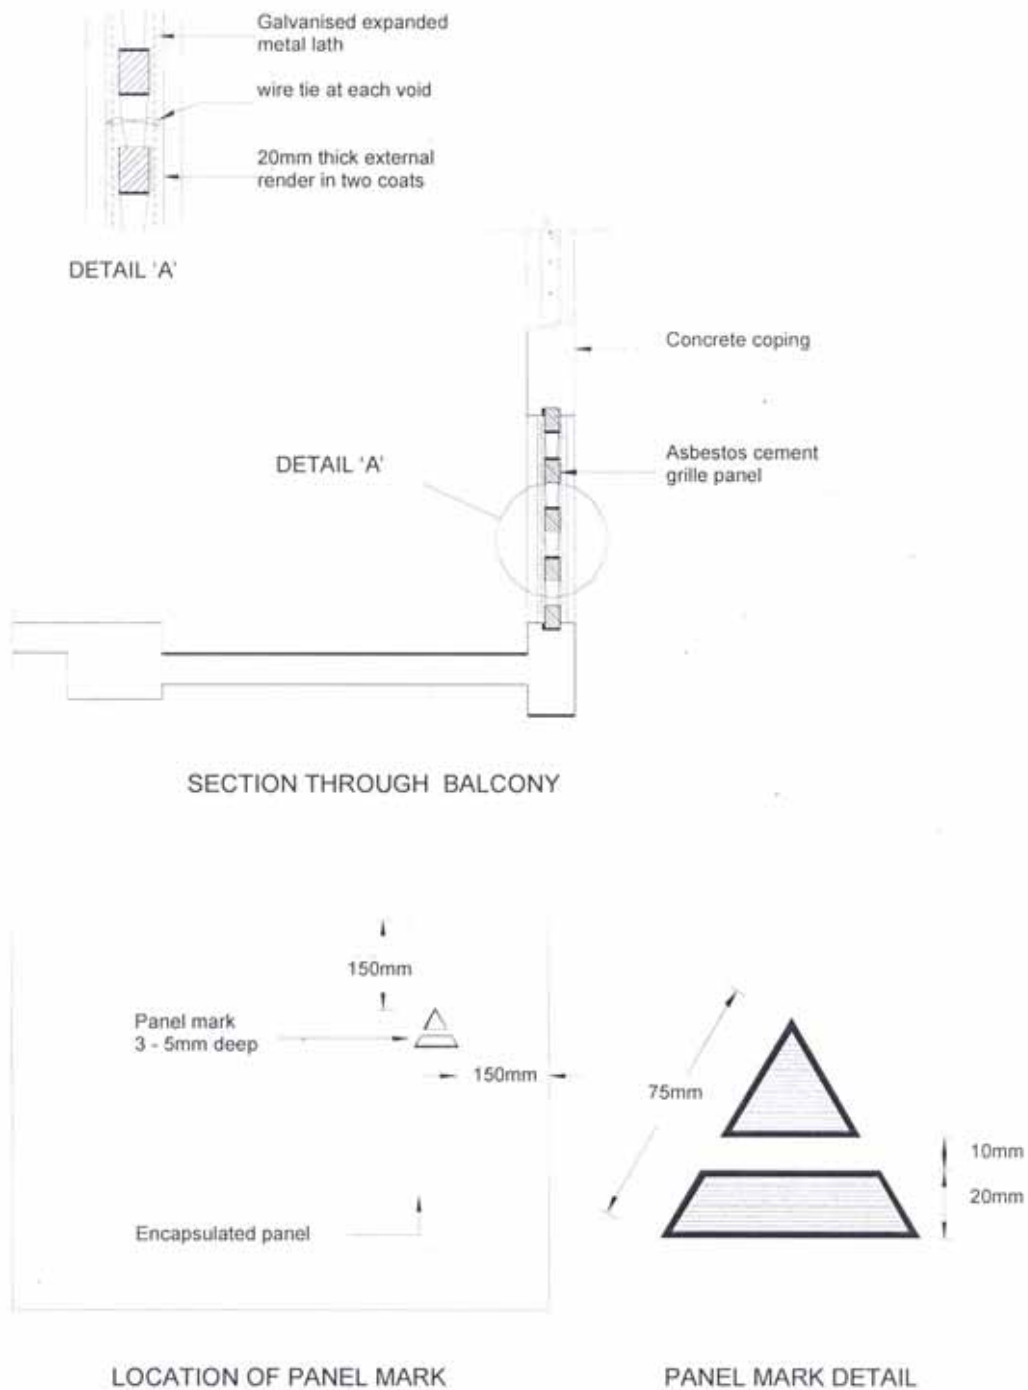 Galvanised expanded
metal lath
wire tie at each void
20mm thick external
render in two coats
DETAIL 'A'
Concrete coping
DETAIL 'A'
Asbestos cement
grille panel
SECTION THROUGH BALCONY
150mm
Panel mark
3 - 5mm deep
150mm
Encapsulated panel
LOCATION OF PANEL MARK
75mm
10mm
20mm
PANEL MARK DETAIL